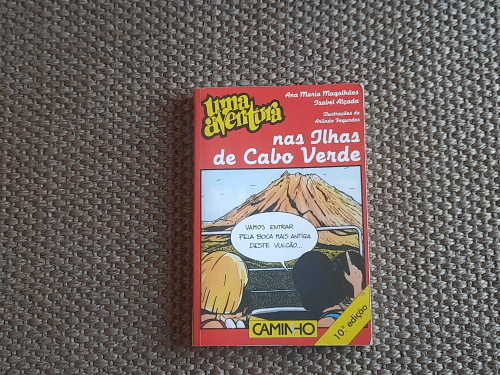 uma
aventura
Ana Maria Magalhães
Isabel Alçada
Ilustrações de
Arlindo Fagundes
nas Ilhas
de Cabo Verde
VAMOS ENTRAR
PELA BOCA MAIS ANTIGA
DESTE VULCÃO...
CAMINHO
10.ª edição